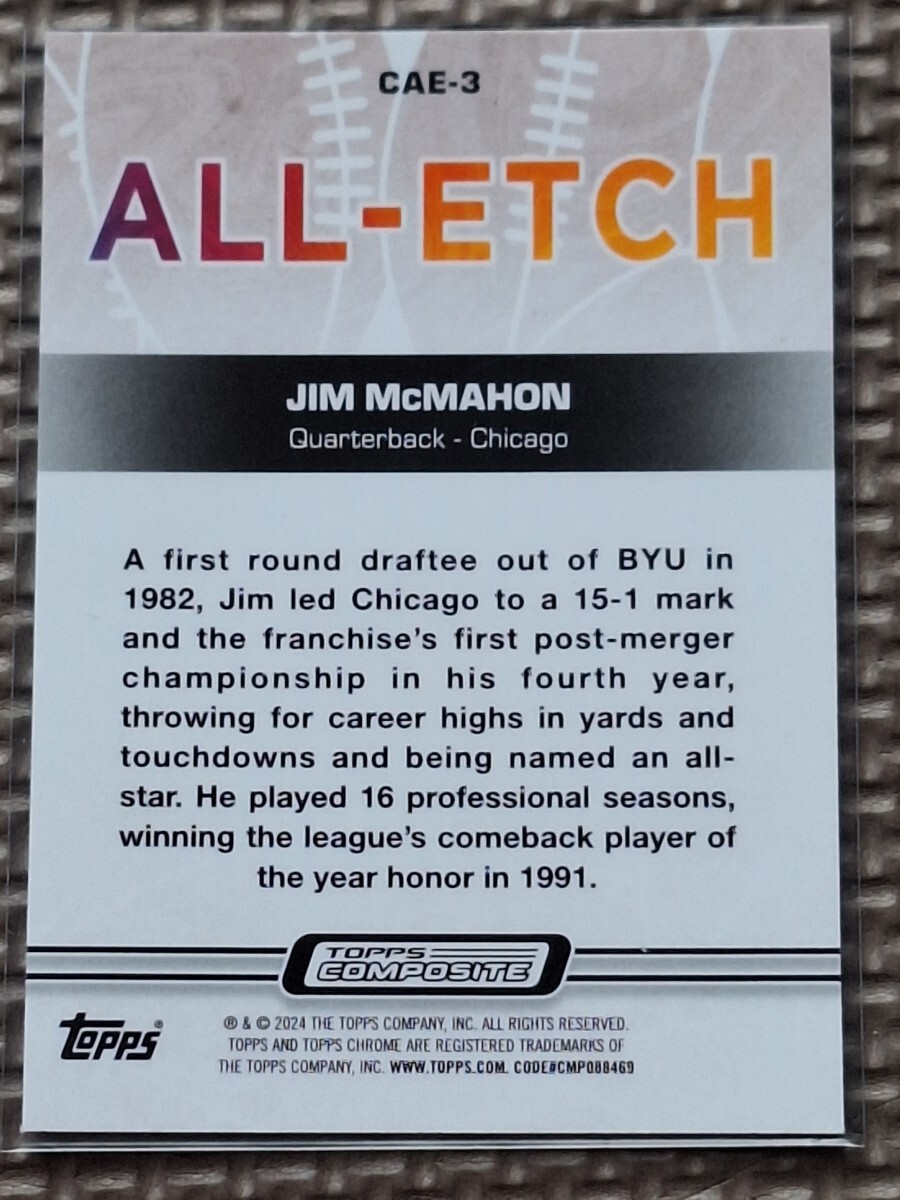 CAE-3
ALL-ETCH
JIM McMAHON
Quarterback - Chicago
A first round draftee out of BYU in
1982, Jim led Chicago to a 15-1 mark
and the franchise's first post-merger
championship in his fourth year,
throwing for career highs in yards and
touchdowns and being named an all-
star. He played 16 professional seasons,
winning the league's comeback player of
the year honor in 1991.
TOPPS
COMPOSITE
topps®
® & © 2024 THE TOPPS COMPANY, INC. ALL RIGHTS RESERVED.
TOPPS AND TOPPS CHROME ARE REGISTERED TRADEMARKS OF
THE TOPPS COMPANY, INC. WWW.TOPPS.COM. CODE#CMP088469